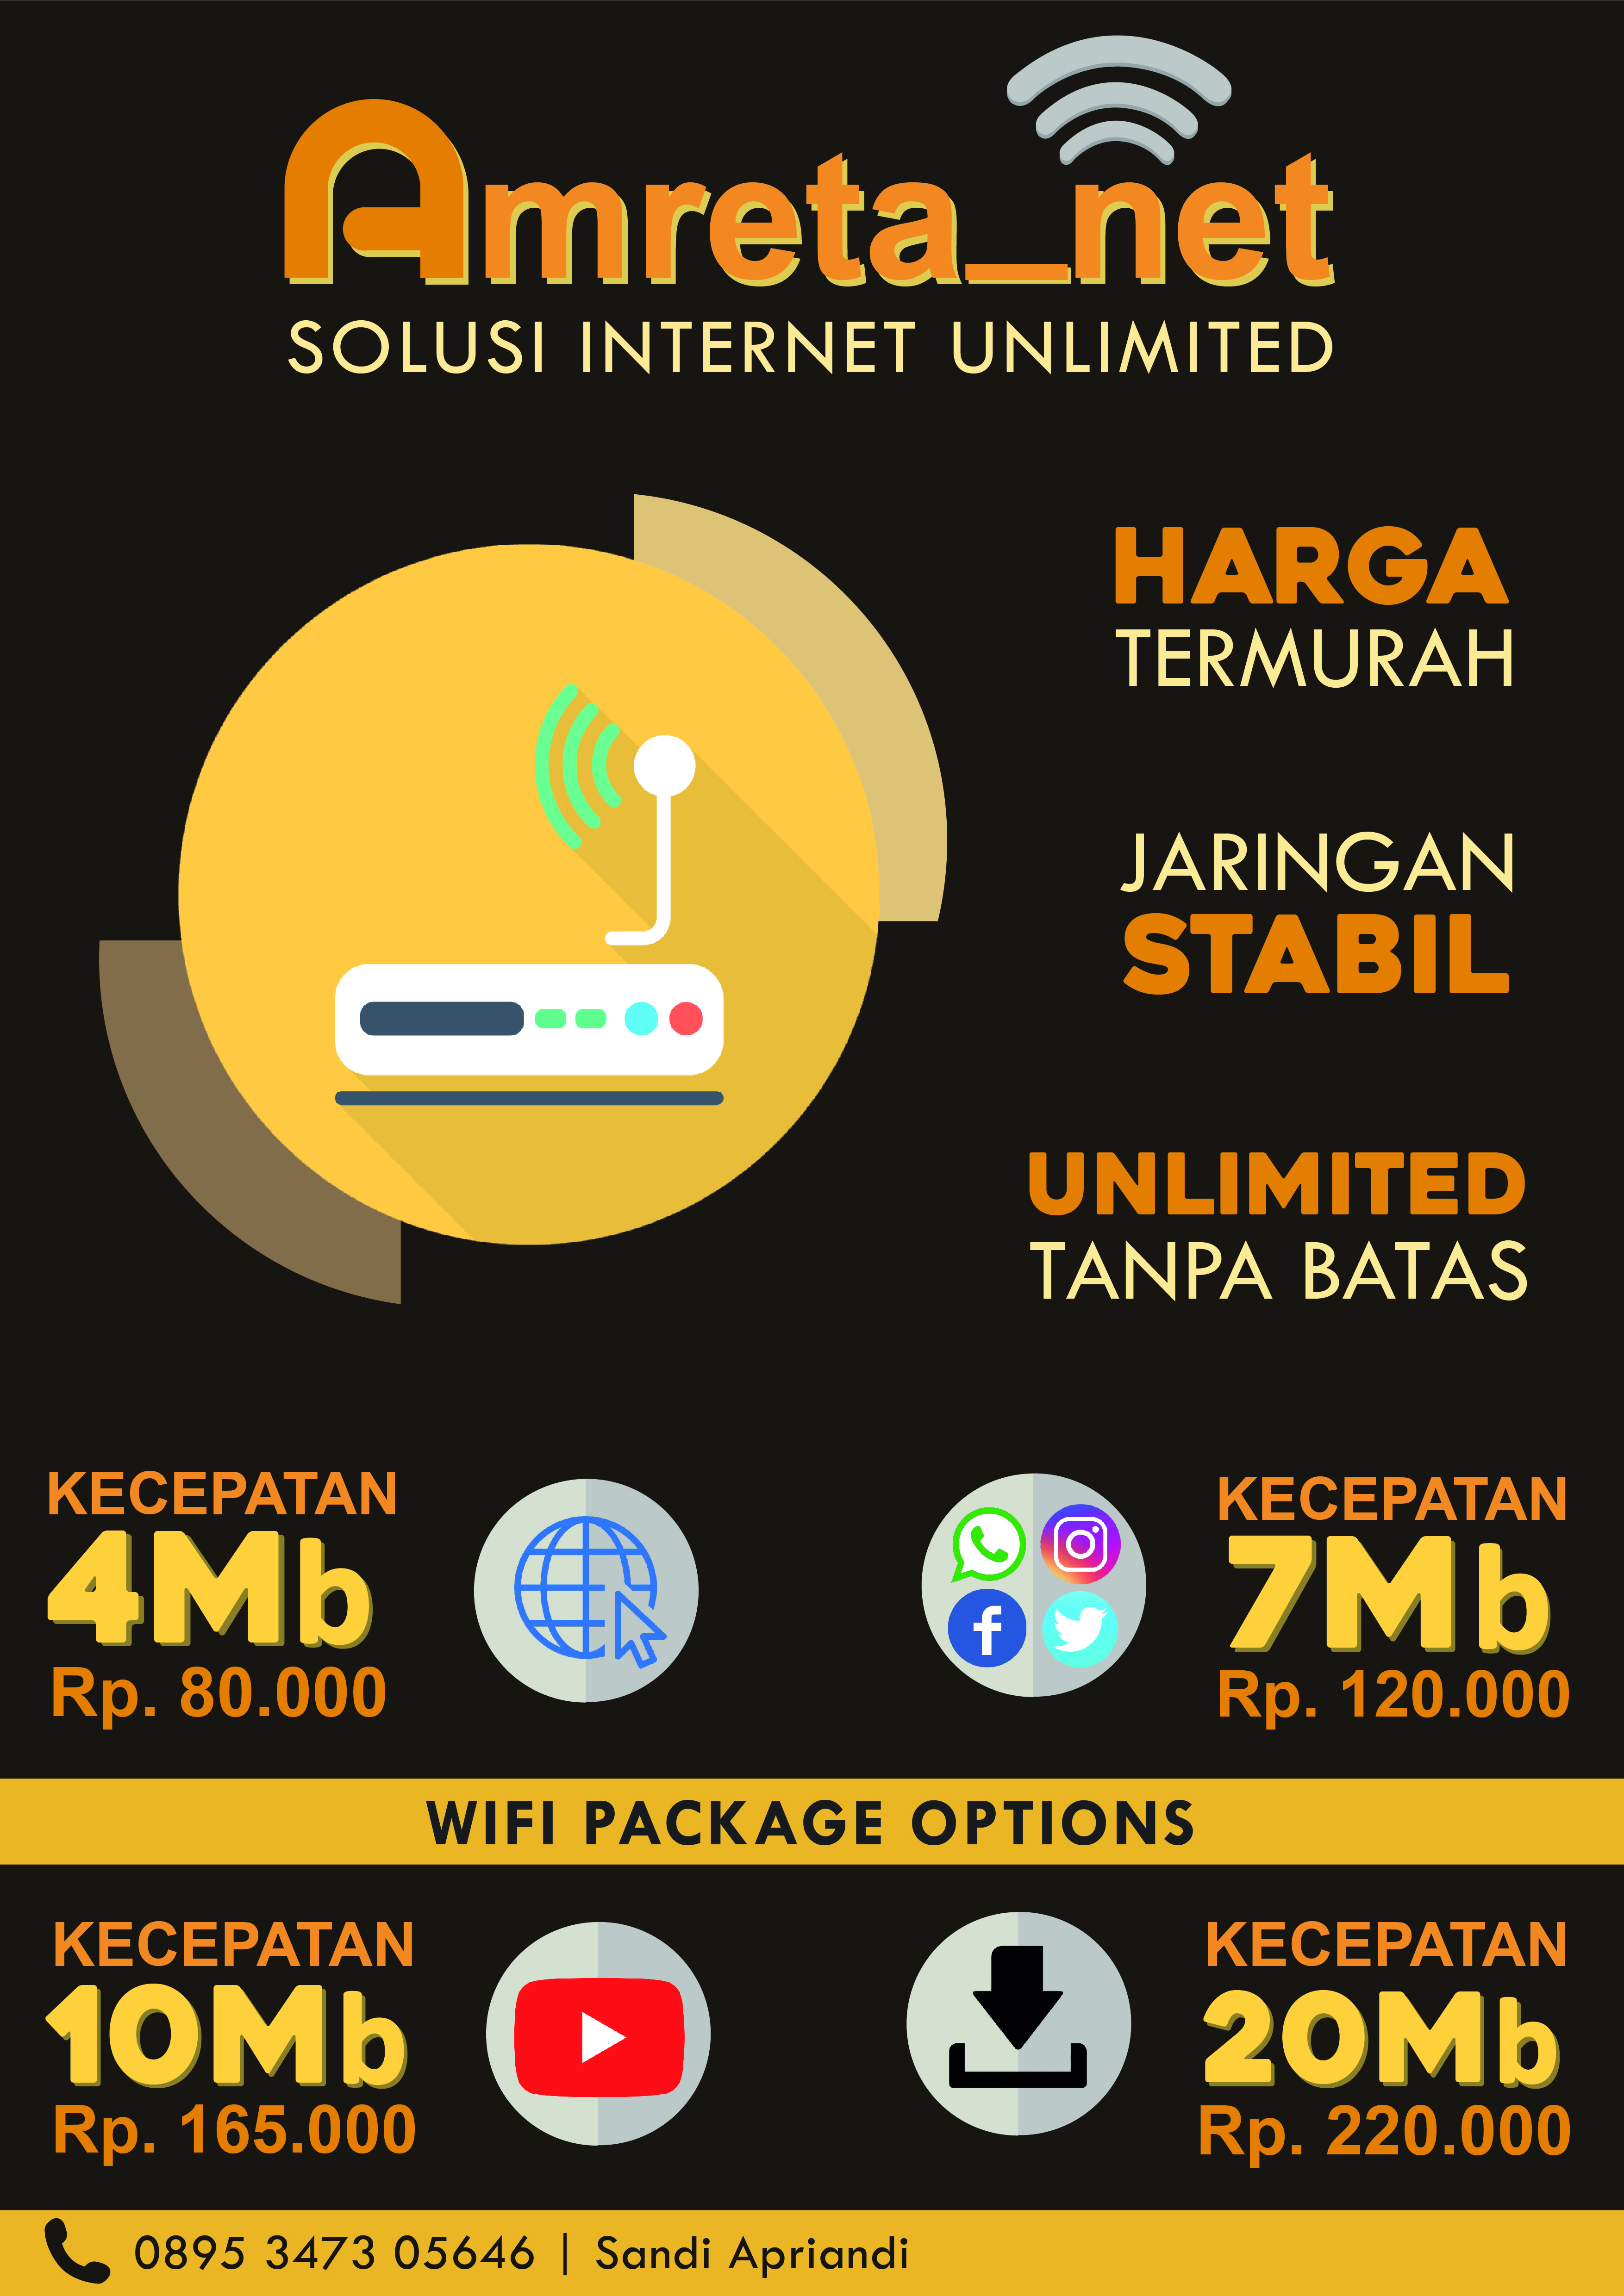 Amreta_net
SOLUSI INTERNET UNLIMITED
HARGA
TERMURAH
JARINGAN
STABIL
UNLIMITED
TANPA BATAS
KECEPATAN
4Mb
Rp. 80.000
KECEPATAN
7Mb
Rp. 120.000
WIFI PACKAGE OPTIONS
KECEPATAN
10Mb
Rp. 165.000
KECEPATAN
20Mb
Rp. 220.000
0895 3473 05646 | Sandi Apriandi